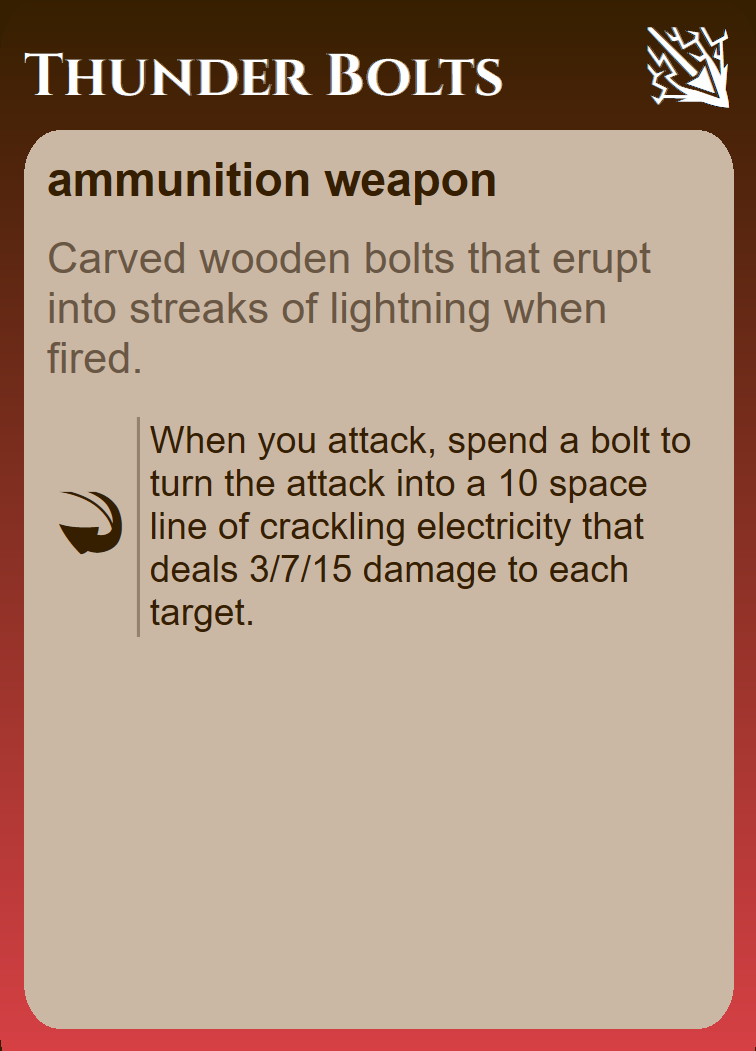 Thunder Bolts
ammunition weapon
Carved wooden bolts that erupt
into streaks of lightning when
fired.
When you attack, spend a bolt to
turn the attack into a 10 space
line of crackling electricity that
deals 3/7/15 damage to each
target.